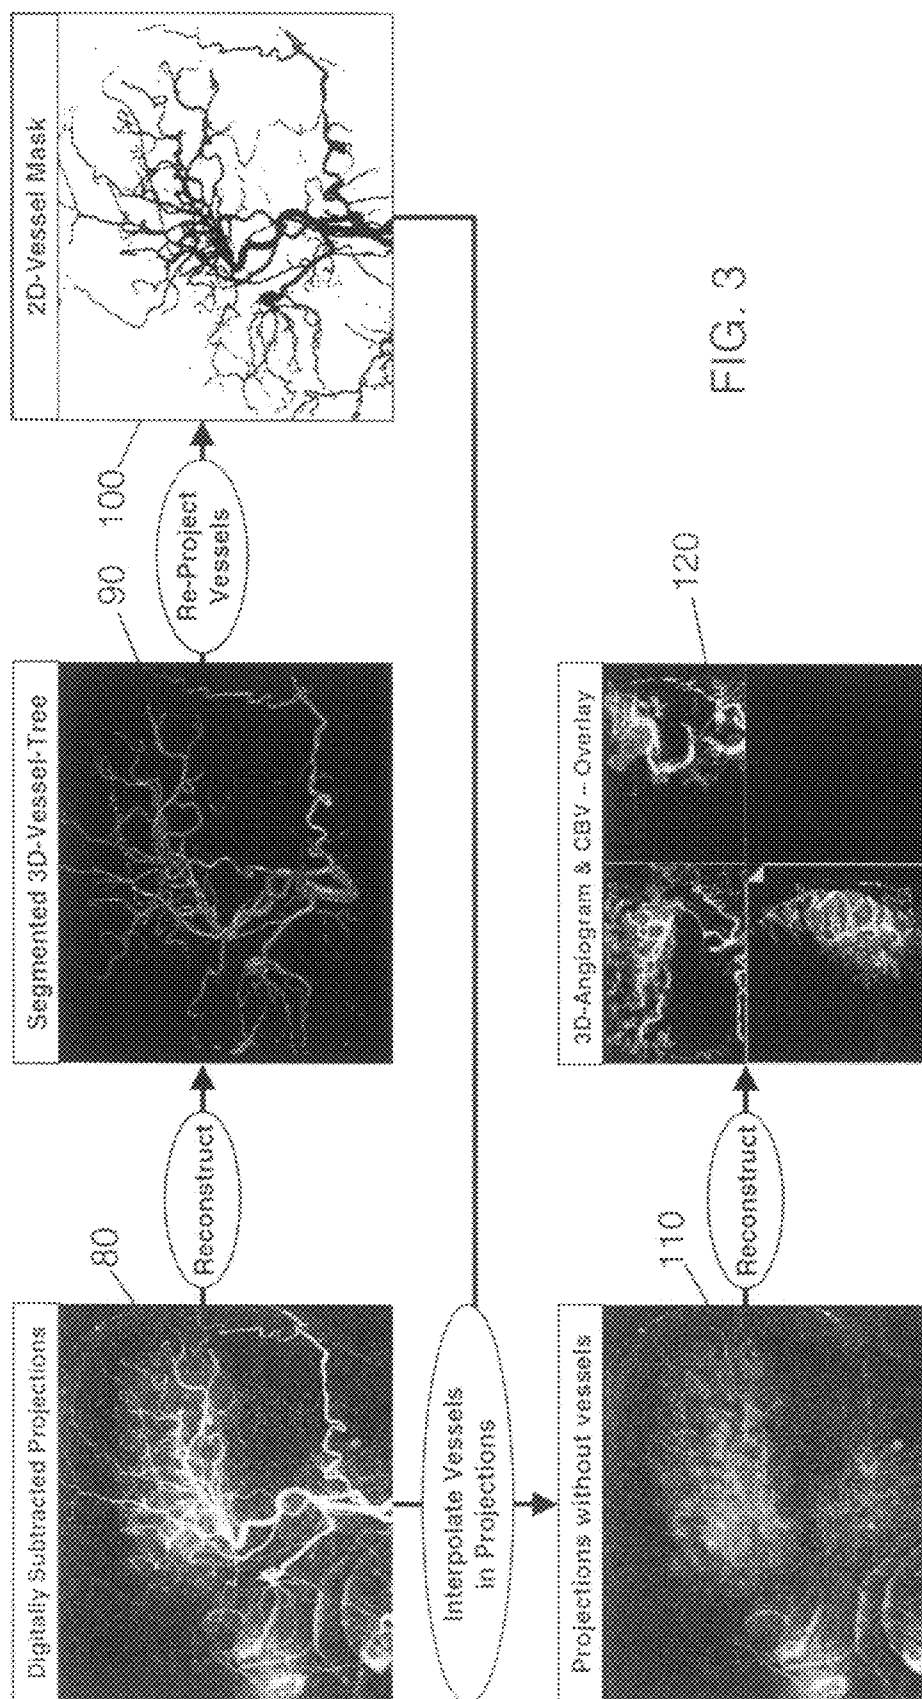 Digitally Subtracted Projections
80
Reconstruct
Segmented 3D-Vessel-Tree
90
Re-Project
Vessels
2D-Vessel Mask
100
Interpolate Vessels
in Projections
Projections without vessels
110
Reconstruct
3D-Angiogram & CBV – Overlay
120
FIG. 3